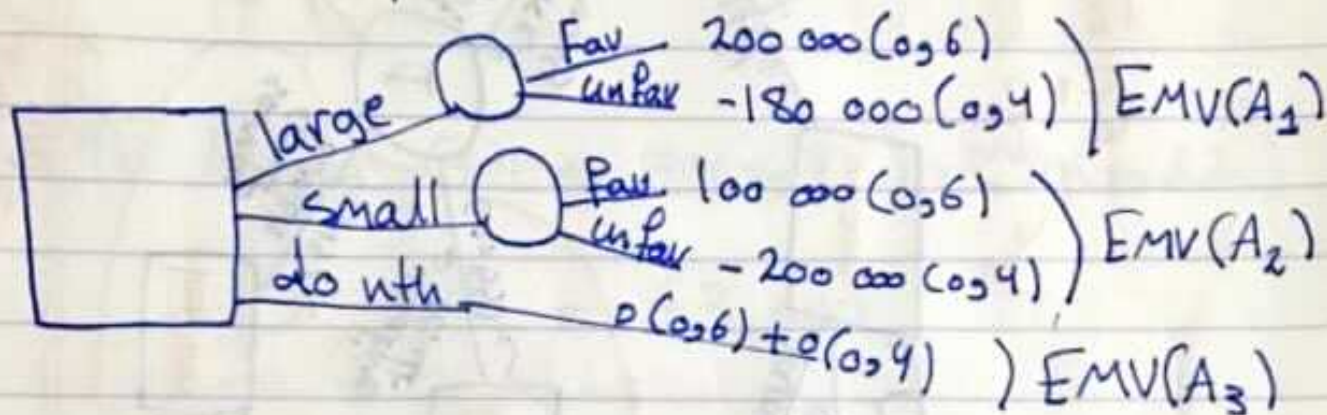 large Fav 200 000 (0,6)
unfav -180 000 (0,4) ) EMV(A1)
small Fav 100 000 (0,6)
unfav -200 000 (0,4) ) EMV(A2)
do nth 0(0,6) + 0(0,4) ) EMV(A3)